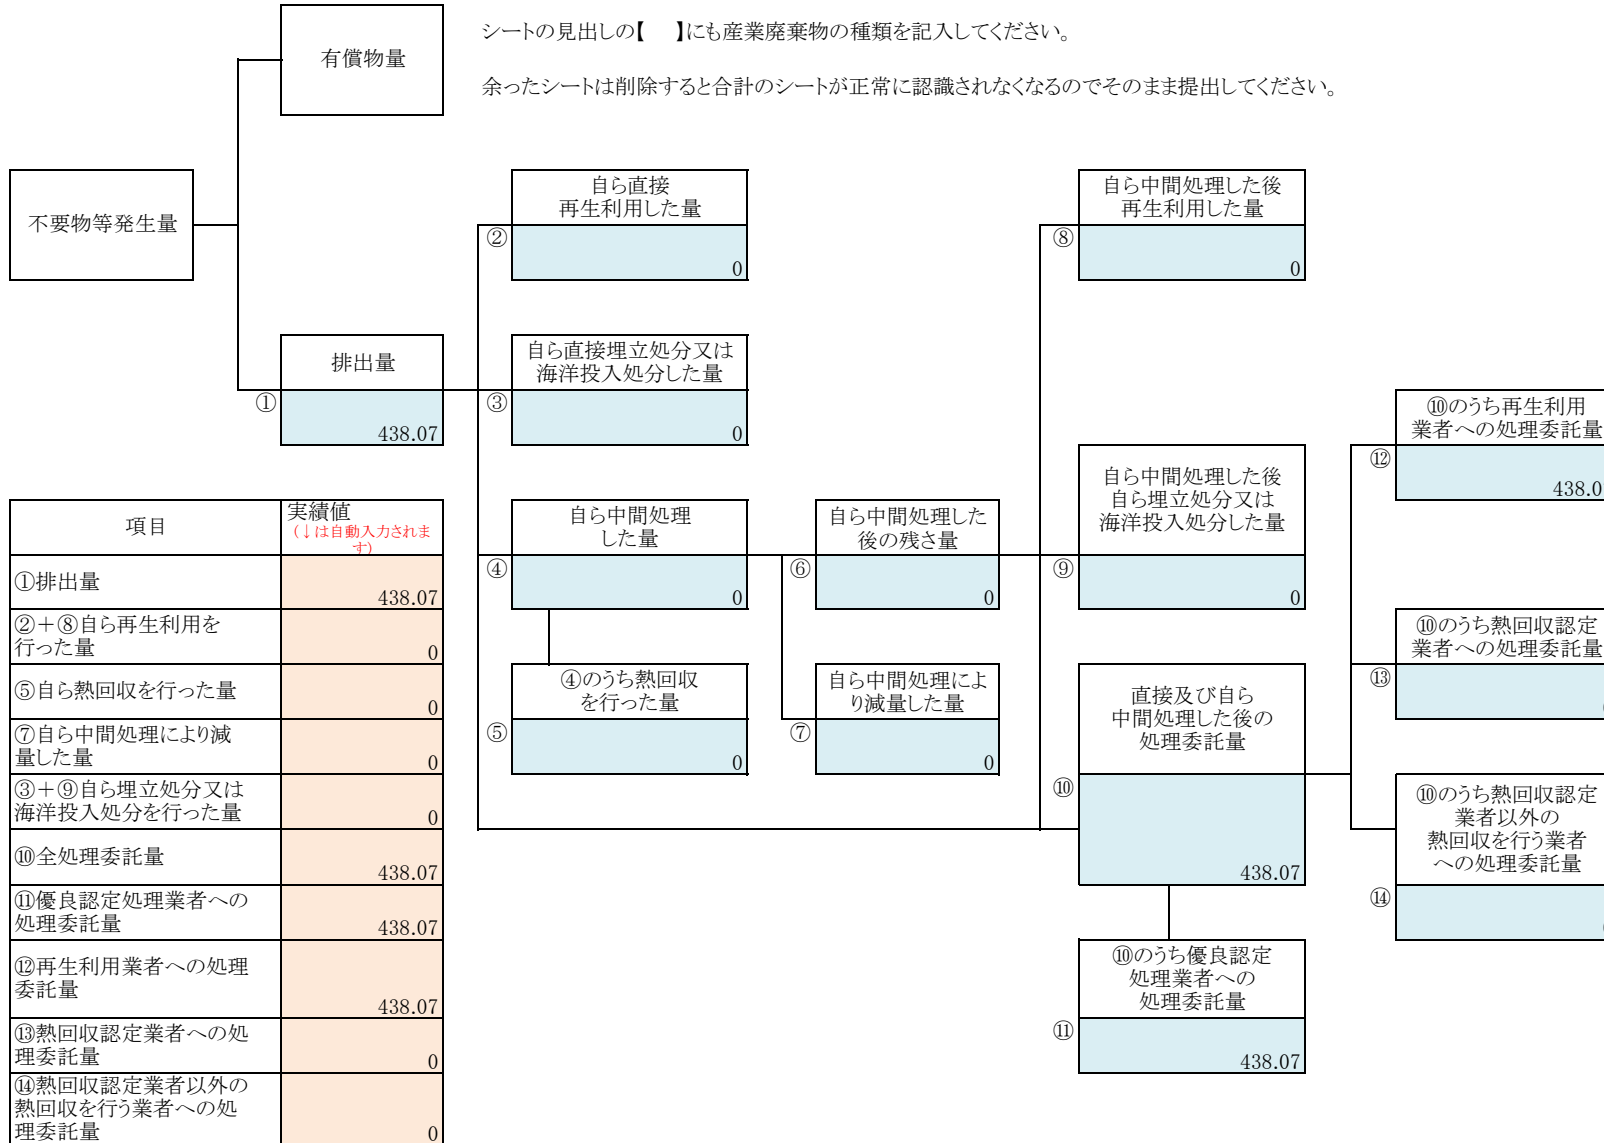 シートの見出しの【　】にも産業廃棄物の種類を記入してください。
有償物量
余ったシートは削除すると合計のシートが正常に認識されなくなるのでそのまま提出してください。
不要物等発生量
自ら直接
再生利用した量
②
0
自ら中間処理した後
再生利用した量
⑧
0
排出量
①
438.07
自ら直接埋立処分又は
海洋投入処分した量
③
0
⑩のうち再生利用
業者への処理委託量
⑫
438.0
自ら中間処理した後
自ら埋立処分又は
海洋投入処分した量
⑨
0
自ら中間処理
した量
④
0
自ら中間処理した
後の残さ量
⑥
0
⑩のうち熱回収認定
業者への処理委託量
⑬
④のうち熱回収
を行った量
⑤
0
自ら中間処理によ
り減量した量
⑦
0
直接及び自ら
中間処理した後の
処理委託量
⑩
438.07
⑩のうち熱回収認定
業者以外の
熱回収を行う業者
への処理委託量
⑭
⑩のうち優良認定
処理業者への
処理委託量
⑪
438.07
項目
実績値
（↓は自動入力されま
す）
①排出量
438.07
②＋⑧自ら再生利用を
行った量
0
⑤自ら熱回収を行った量
0
⑦自ら中間処理により減
量した量
0
③＋⑨自ら埋立処分又は
海洋投入処分を行った量
0
⑩全処理委託量
438.07
⑪優良認定処理業者への
処理委託量
438.07
⑫再生利用業者への処理
委託量
438.07
⑬熱回収認定業者への処
理委託量
0
⑭熱回収認定業者以外の
熱回収を行う業者への処
理委託量
0